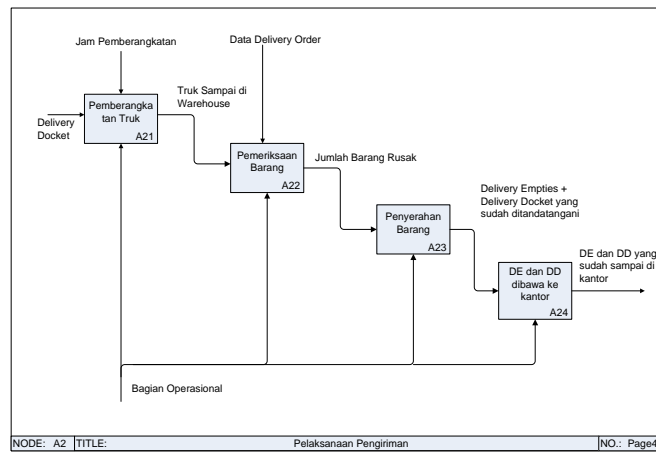 Jam Pemberangkatan
Data Delivery Order
Delivery
Docket
Pemberangka
tan Truk
A21
Truk Sampai di
Warehouse
Pemeriksaan
Barang
A22
Jumlah Barang Rusak
Penyerahan
Barang
A23
Delivery Empties +
Delivery Docket yang
sudah ditandatangani
DE dan DD
dibawa ke
kantor
A24
DE dan DD yang
sudah sampai di
kantor
Bagian Operasional
NODE: A2 TITLE: Pelaksanaan Pengiriman NO.: Page4